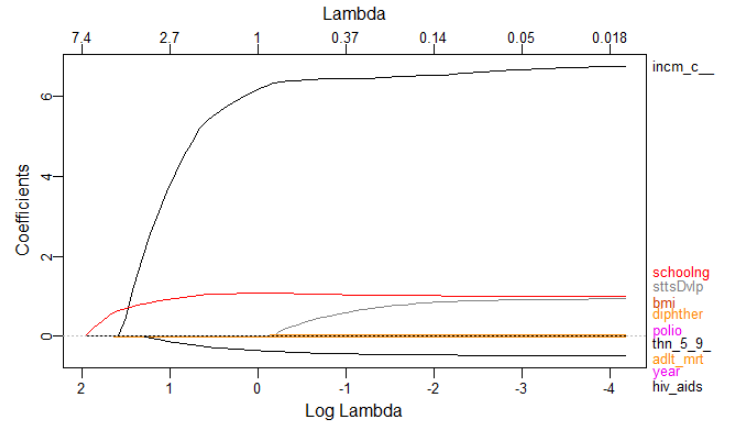 Lambda
7.4 2.7 1 0.37 0.14 0.05 0.018
Coefficients
6
4
2
0
incm_c__
schoolng
sttsDvlp
bmi
diphther
polio
thn_5_9_
adlt_mrt
year
hiv_aids
2 1 0 -1 -2 -3 -4
Log Lambda